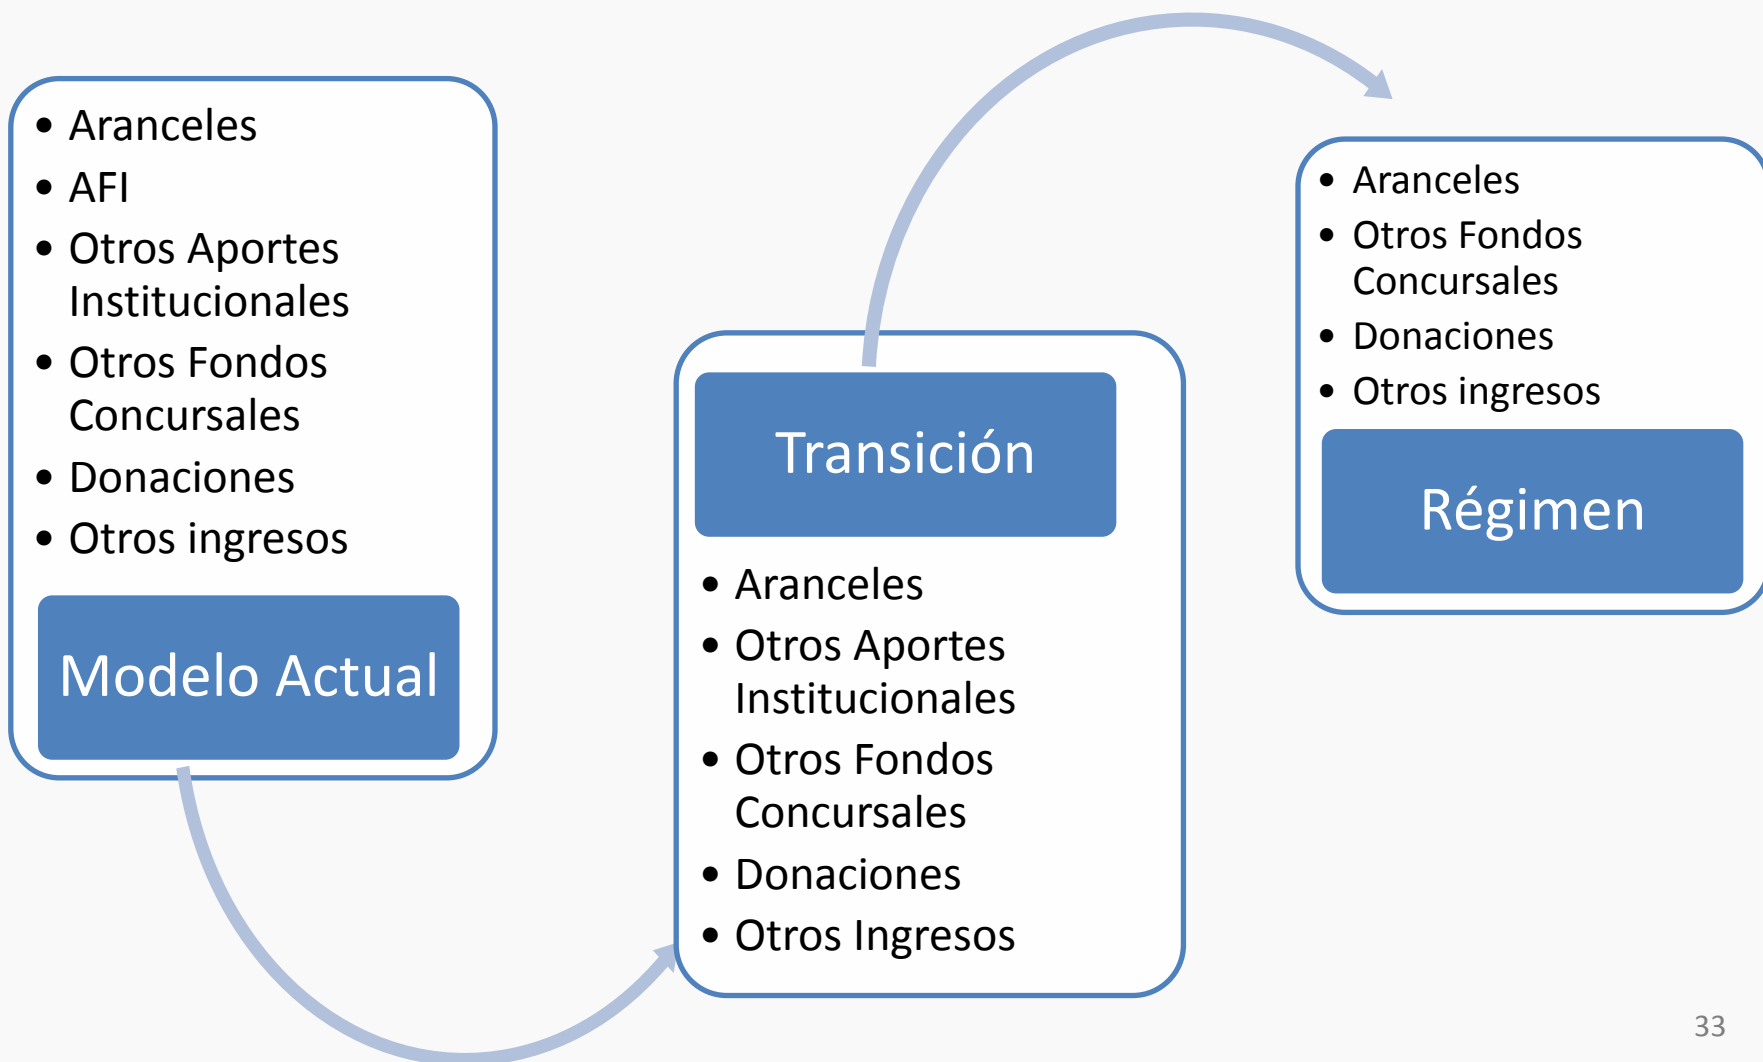 • Aranceles
• AFI
• Otros Aportes
Institucionales
• Otros Fondos
Concursales
• Donaciones
• Otros ingresos
Modelo Actual
Transición
• Aranceles
• Otros Aportes
Institucionales
• Otros Fondos
Concursales
• Donaciones
• Otros Ingresos
• Aranceles
• Otros Fondos
Concursales
• Donaciones
• Otros ingresos
Régimen
33